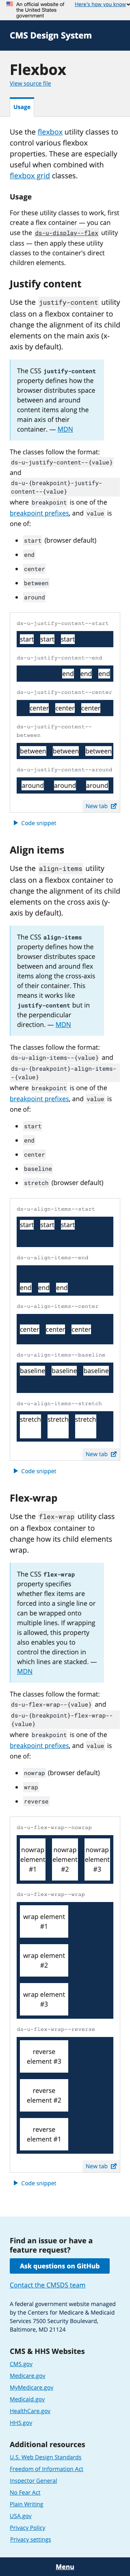 An official website of
the United States
government
Here's how you know
CMS Design System
Flexbox
View source file
Usage
Use the flexbox utility classes to
control various flexbox
properties. These are especially
useful when combined with
flexbox grid classes.
Usage
For these utility classes to work, first
create a flex container — you can
use the ds-u-display--flex utility
class — then apply these utility
classes to the container's direct
child elements.
Justify content
Use the justify-content utility
class on a flexbox container to
change the alignment of its child
elements on the main axis (x-
axis by default).
The CSS justify-content
property defines how the
browser distributes space
between and around
content items along the
main axis of their
container. — MDN
The classes follow the format:
ds-u-justify-content--{value}
and
ds-u-{breakpoint}-justify-
content--{value}
where breakpoint is one of the
breakpoint prefixes, and value is
one of:
start (browser default)
end
center
between
around
ds-u-justify-content--start
start start start
ds-u-justify-content--end
end end end
ds-u-justify-content--center
center center center
ds-u-justify-content--
between
between between between
ds-u-justify-content--around
around around around
New tab
Code snippet
Align items
Use the align-items utility
class on a flexbox container to
change the alignment of its child
elements on the cross axis (y-
axis by default).
The CSS align-items
property defines how the
browser distributes space
between and around flex
items along the cross-axis
of their container. This
means it works like
justify-content but in
the perpendicular
direction. — MDN
The classes follow the format:
ds-u-align-items--{value} and
ds-u-{breakpoint}-align-items-
-{value}
where breakpoint is one of the
breakpoint prefixes, and value is
one of:
start
end
center
baseline
stretch (browser default)
ds-u-align-items--start
start start start
ds-u-align-items--end
end end end
ds-u-align-items--center
center center center
ds-u-align-items--baseline
baseline baseline baseline
ds-u-align-items--stretch
stretch stretch stretch
New tab
Code snippet
Flex-wrap
Use the flex-wrap utility class
on a flexbox container to
change how its child elements
wrap.
The CSS flex-wrap
property specifies
whether flex items are
forced into a single line or
can be wrapped onto
multiple lines. If wrapping
is allowed, this property
also enables you to
control the direction in
which lines are stacked. —
MDN
The classes follow the format:
ds-u-flex-wrap--{value} and
ds-u-{breakpoint}-flex-wrap--
{value}
where breakpoint is one of the
breakpoint prefixes, and value is
one of:
nowrap (browser default)
wrap
reverse
ds-u-flex-wrap--nowrap
nowrap nowrap nowrap
element element element
#1 #2 #3
ds-u-flex-wrap--wrap
wrap element
#1
wrap element
#2
wrap element
#3
ds-u-flex-wrap--reverse
reverse
element #3
reverse
element #2
reverse
element #1
New tab
Code snippet
Find an issue or have a
feature request?
Ask questions on GitHub
Contact the CMSDS team
A federal government website managed
by the Centers for Medicare & Medicaid
Services 7500 Security Boulevard,
Baltimore, MD 21124
CMS & HHS Websites
CMS.gov
Medicare.gov
MyMedicare.gov
Medicaid.gov
HealthCare.gov
HHS.gov
Additional resources
U.S. Web Design Standards
Freedom of Information Act
Inspector General
No Fear Act
Plain Writing
USA.gov
Privacy Policy
Privacy settings
Menu